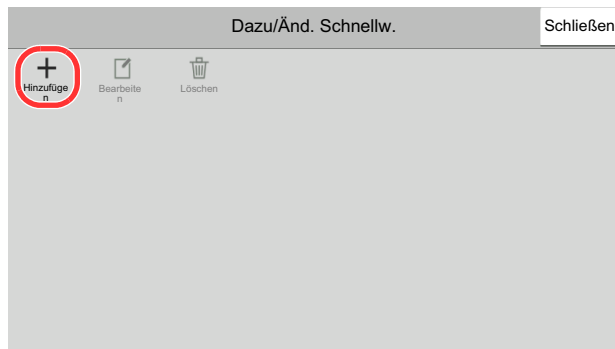 Dazu/Änd. Schnellw.
Schließen
Hinzufüge
n
Bearbeite
n
Löschen